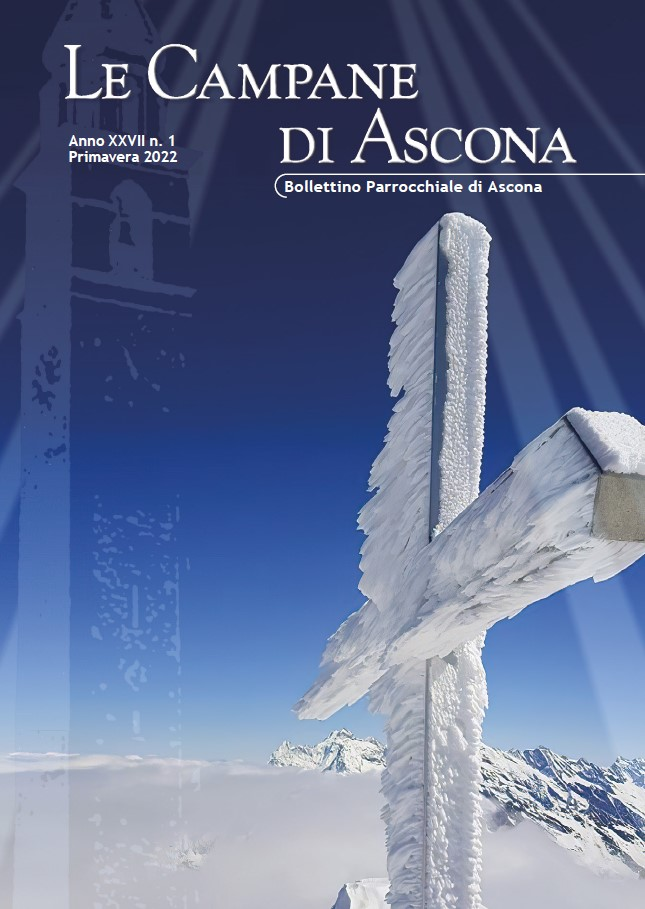 Le Campane
di Ascona
Anno XXVII n. 1
Primavera 2022
Bollettino Parrocchiale di Ascona